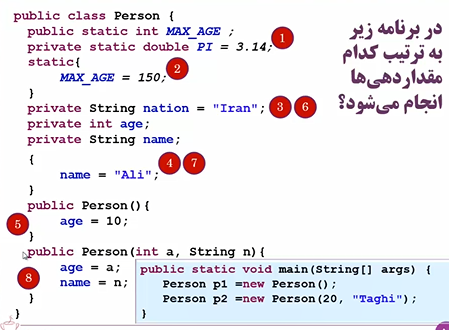 public class Person {
public static int MAX_AGE ;
private static double PI = 3.14;
1
static{
2
MAX_AGE = 150;
}
private String nation = "Iran";
3 6
private int age;
private String name;
{
name = "Ali";
4 7
}
public Person(){
age = 10;
5
}
public Person(int a, String n){
age = a;
name = n;
8
}
}
در برنامه زیر
به ترتیب کدام
مقداردهی‌ها
انجام می‌شود؟
public static void main(String[] args) {
Person p1 =new Person();
Person p2=new Person(20, "Taghi");
}